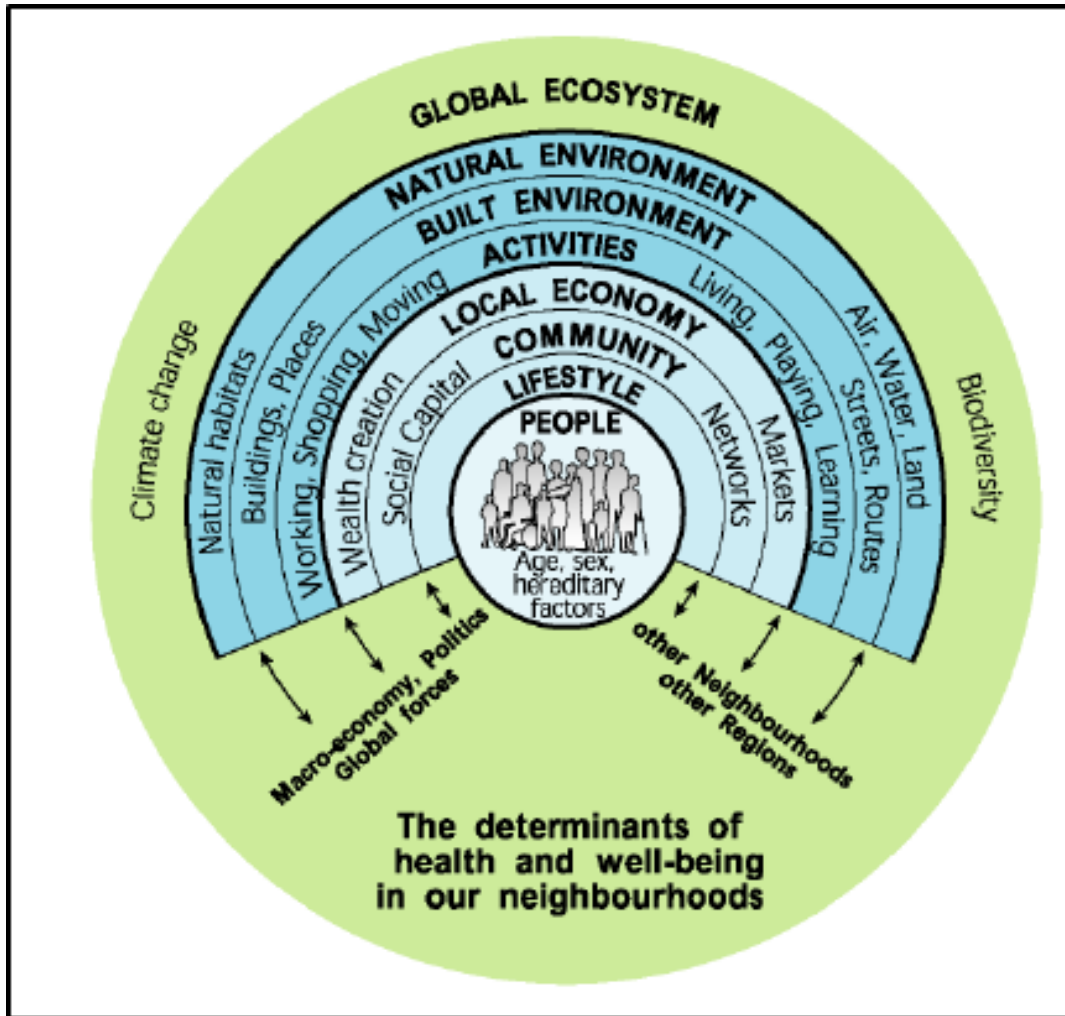 GLOBAL ECOSYSTEM
NATURAL ENVIRONMENT
BUILT ENVIRONMENT
ACTIVITIES
LOCAL ECONOMY
COMMUNITY
LIFESTYLE
PEOPLE
Age, sex,
hereditary
factors
Climate change
Natural habitats
Buildings, Places
Working, Shopping, Moving
Wealth creation
Social Capital
Networks
Markets
Living, Playing, Learning
Streets, Routes
Air, Water, Land
Biodiversity
Macro-economy, Politics
Global forces
other Neighbourhoods
other Regions
The determinants of
health and well-being
in our neighbourhoods